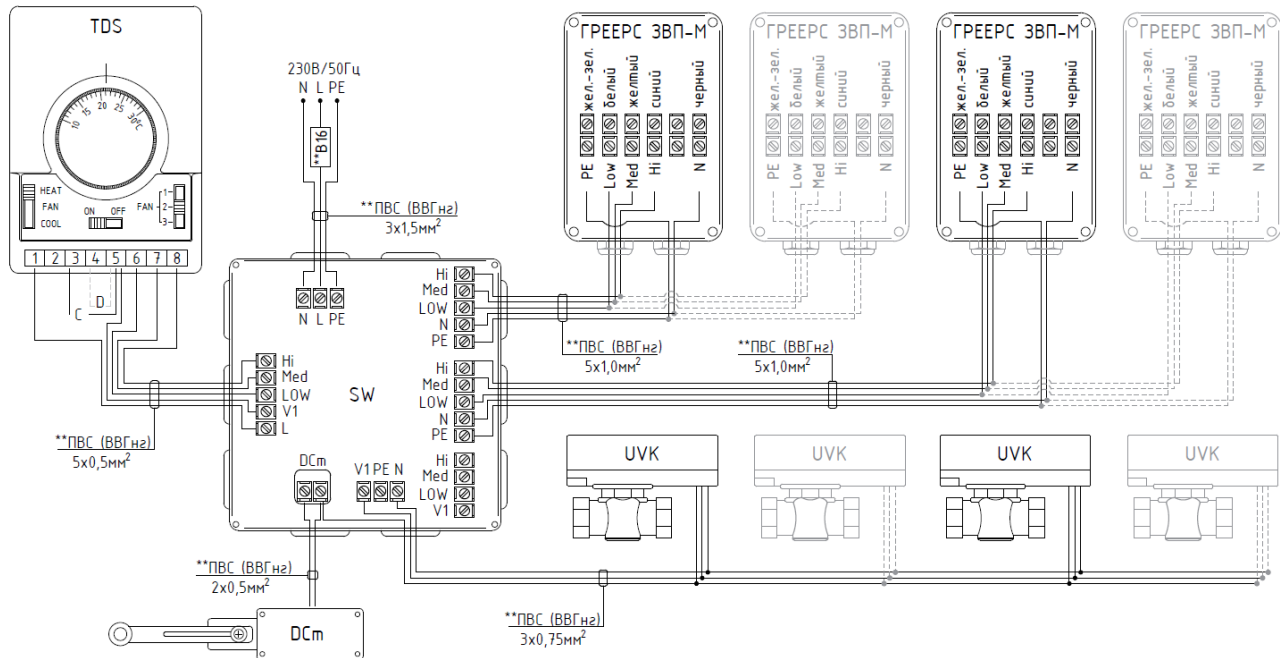 TDS
10 15 20 25 30°C
HEAT
FAN
COOL
ON OFF
FAN
1
2
3
1 2 3 4 5 6 7 8
D
C
230В/50Гц
N L PE
**В16
**ПВС (ВВГнг)
3x1,5мм²
N L PE
SW
Hi
Med
LOW
V1
L
**ПВС (ВВГнг)
5x0,5мм²
Hi
Med
LOW
N
PE
Hi
Med
LOW
N
PE
Hi
Med
LOW
V1
DCm
V1 PE N
**ПВС (ВВГнг)
2x0,5мм²
DCm
**ПВС (ВВГнг)
5x1,0мм²
**ПВС (ВВГнг)
5x1,0мм²
**ПВС (ВВГнг)
3x0,75мм²
ГРЕЕРС ЗВП-М
жел.-зел. белый желтый синий черный
PE Low Med Hi N
ГРЕЕРС ЗВП-М
жел.-зел. белый желтый синий черный
PE Low Med Hi N
ГРЕЕРС ЗВП-М
жел.-зел. белый желтый синий черный
PE Low Med Hi N
ГРЕЕРС ЗВП-М
жел.-зел. белый желтый синий черный
PE Low Med Hi N
UVK
UVK
UVK
UVK